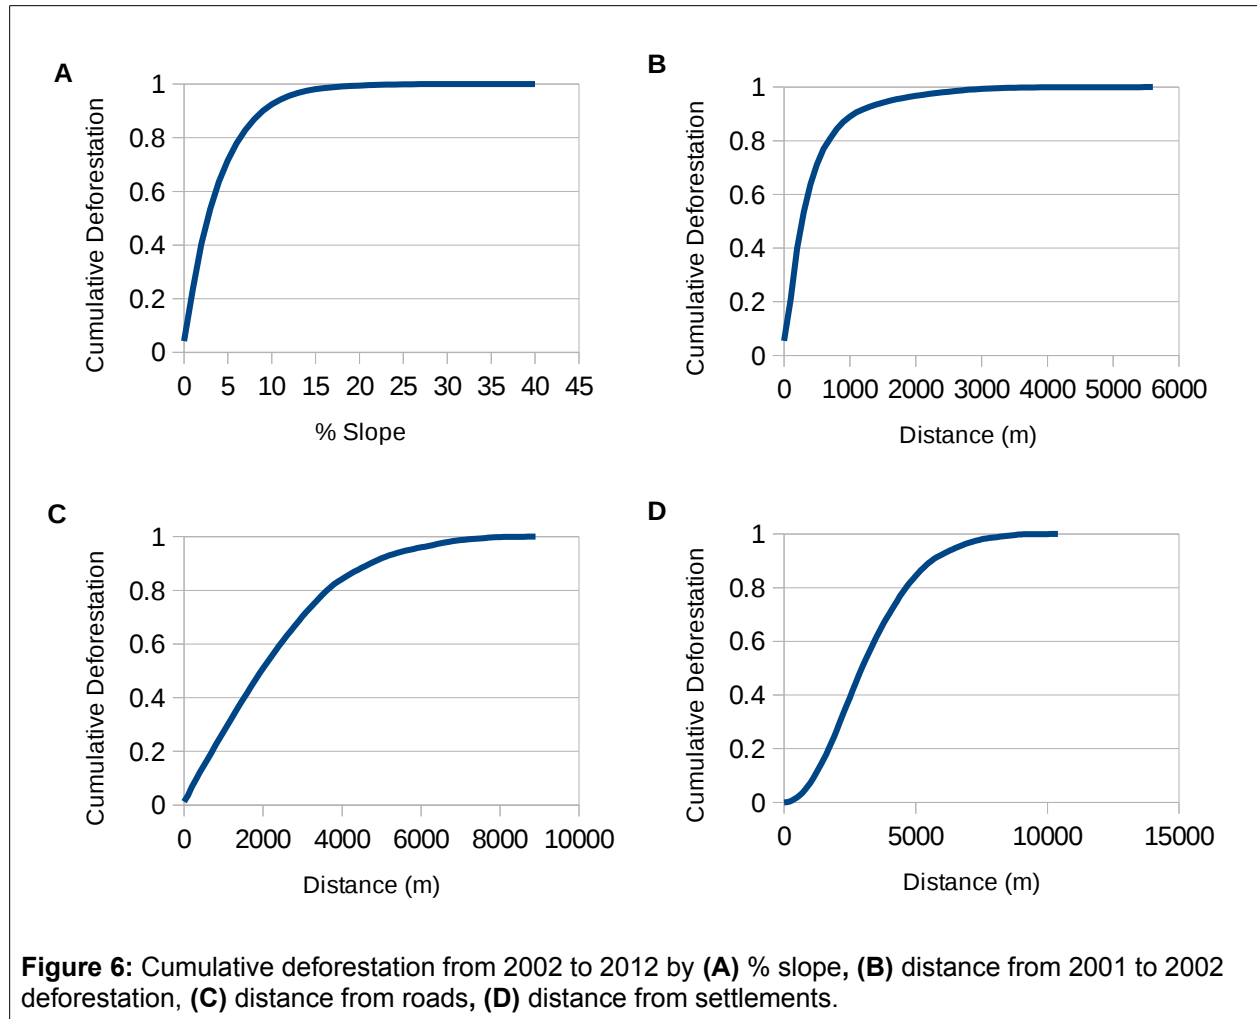 A
Cumulative Deforestation
1
0.8
0.6
0.4
0.2
0
0 5 10 15 20 25 30 35 40 45
% Slope
B
Cumulative Deforestation
1
0.8
0.6
0.4
0.2
0
0 1000 2000 3000 4000 5000 6000
Distance (m)
C
Cumulative Deforestation
1
0.8
0.6
0.4
0.2
0
0 2000 4000 6000 8000 10000
Distance (m)
D
Cumulative Deforestation
1
0.8
0.6
0.4
0.2
0
0 5000 10000 15000
Distance (m)
Figure 6: Cumulative deforestation from 2002 to 2012 by (A) % slope, (B) distance from 2001 to 2002
deforestation, (C) distance from roads, (D) distance from settlements.